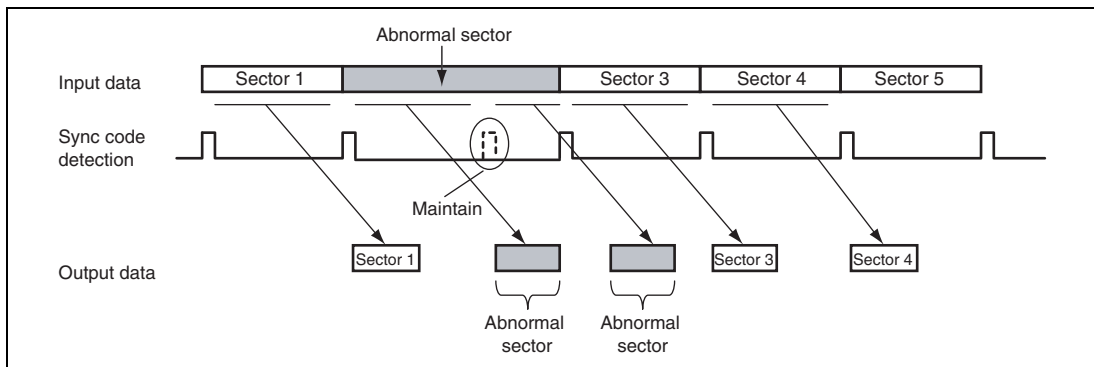 Abnormal sector
Input data
Sector 1
Sector 3
Sector 4
Sector 5
Sync code
detection
Maintain
Output data
Sector 1
Sector 3
Sector 4
Abnormal
sector
Abnormal
sector